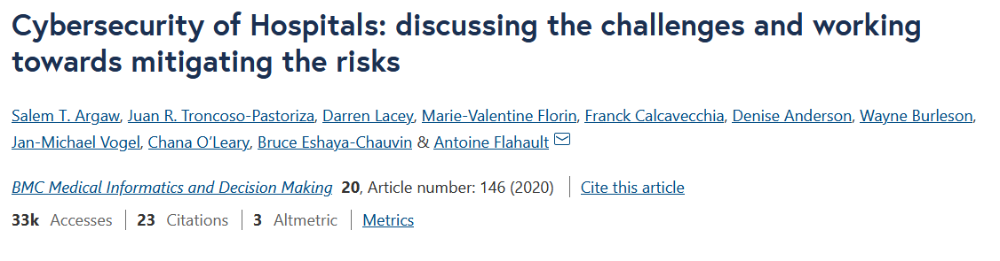 Cybersecurity of Hospitals: discussing the challenges and working
towards mitigating the risks
Salem T. Argaw, Juan R. Troncoso-Pastoriza, Darren Lacey, Marie-Valentine Florin, Franck Calcavecchia, Denise Anderson, Wayne Burleson,
Jan-Michael Vogel, Chana O’Leary, Bruce Eshaya-Chauvin & Antoine Flahault
BMC Medical Informatics and Decision Making 20, Article number: 146 (2020) Cite this article
33k Accesses 23 Citations 3 Altmetric Metrics